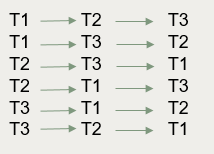 T1 → T2 → T3
T1 → T3 → T2
T2 → T3 → T1
T2 → T1 → T3
T3 → T1 → T2
T3 → T2 → T1